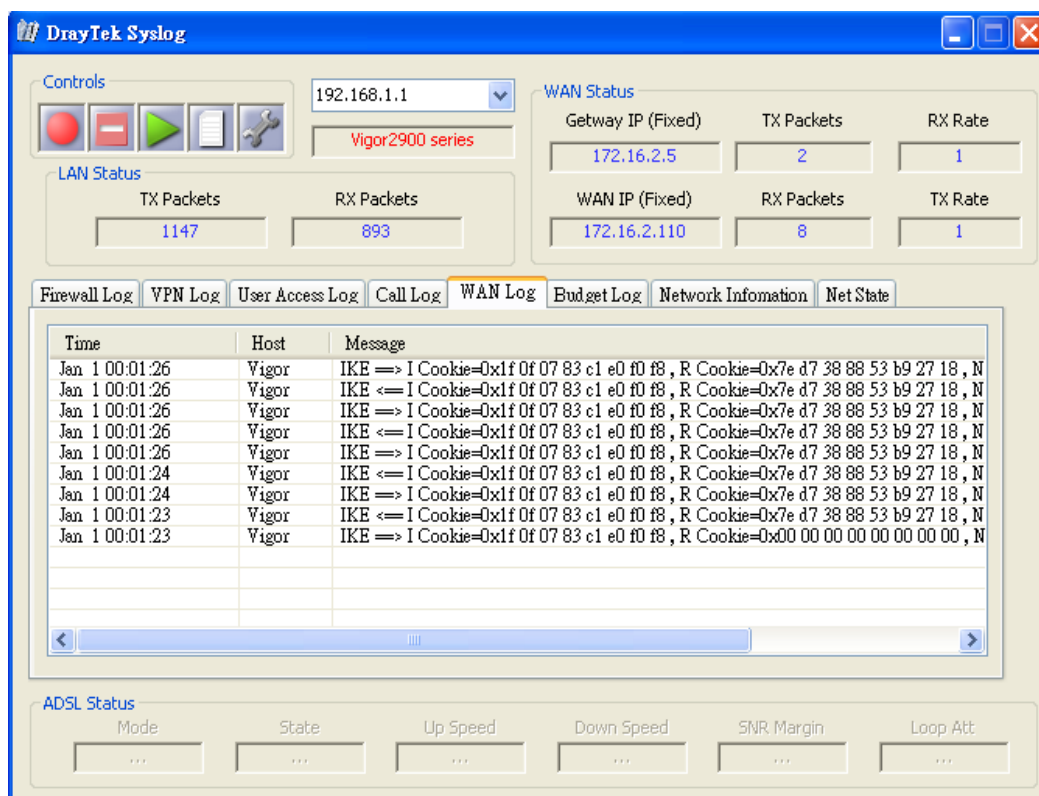 DrayTek Syslog
Controls
192.168.1.1
Vigor2900 series
WAN Status
Getway IP (Fixed) TX Packets RX Rate
172.16.2.5 2 1
WAN IP (Fixed) RX Packets TX Rate
172.16.2.110 8 1
LAN Status
TX Packets RX Packets
1147 893
Firewall Log VPN Log User Access Log Call Log WAN Log Budget Log Network Infomation Net State
Time Host Message
Jan 1 00:01:26 Vigor IKE ==> I Cookie=0x1f 0f 07 83 c1 e0 f0 f8 , R Cookie=0x7e d7 38 88 53 b9 27 18 , N
Jan 1 00:01:26 Vigor IKE <== I Cookie=0x1f 0f 07 83 c1 e0 f0 f8 , R Cookie=0x7e d7 38 88 53 b9 27 18 , N
Jan 1 00:01:26 Vigor IKE ==> I Cookie=0x1f 0f 07 83 c1 e0 f0 f8 , R Cookie=0x7e d7 38 88 53 b9 27 18 , N
Jan 1 00:01:26 Vigor IKE <== I Cookie=0x1f 0f 07 83 c1 e0 f0 f8 , R Cookie=0x7e d7 38 88 53 b9 27 18 , N
Jan 1 00:01:26 Vigor IKE ==> I Cookie=0x1f 0f 07 83 c1 e0 f0 f8 , R Cookie=0x7e d7 38 88 53 b9 27 18 , N
Jan 1 00:01:24 Vigor IKE <== I Cookie=0x1f 0f 07 83 c1 e0 f0 f8 , R Cookie=0x7e d7 38 88 53 b9 27 18 , N
Jan 1 00:01:24 Vigor IKE ==> I Cookie=0x1f 0f 07 83 c1 e0 f0 f8 , R Cookie=0x7e d7 38 88 53 b9 27 18 , N
Jan 1 00:01:23 Vigor IKE <== I Cookie=0x1f 0f 07 83 c1 e0 f0 f8 , R Cookie=0x7e d7 38 88 53 b9 27 18 , N
Jan 1 00:01:23 Vigor IKE ==> I Cookie=0x1f 0f 07 83 c1 e0 f0 f8 , R Cookie=0x00 00 00 00 00 00 00 00 , N
ADSL Status
Mode State Up Speed Down Speed SNR Margin Loop Att
... ... ... ... ... ...